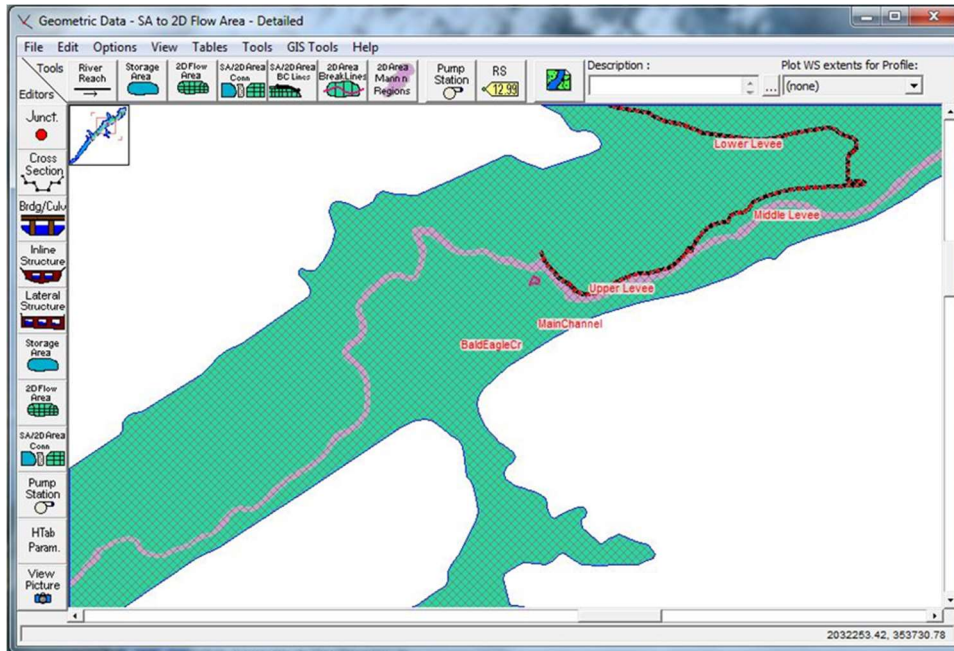 Geometric Data - SA to 2D Flow Area - Detailed
File Edit Options View Tables Tools GIS Tools Help
Tools
Editors
River
Reach
Storage
Area
2D Flow
Area
SA/2D Area
Conn
SA/2D Area
BC Lines
2D Area
BreakLines
2D Area
Mann n
Regions
Pump
Station
RS
12.99
Description :
...
Plot WS extents for Profile:
(none)
Junct.
Cross
Section
Brdg/Culv
Inline
Structure
Lateral
Structure
Storage
Area
2D Flow
Area
SA/2D Area
Conn
Pump
Station
HTab
Param.
View
Picture
Lower Levee
Middle Levee
Upper Levee
MainChannel
BaldEagleCr
2032253.42, 353730.78